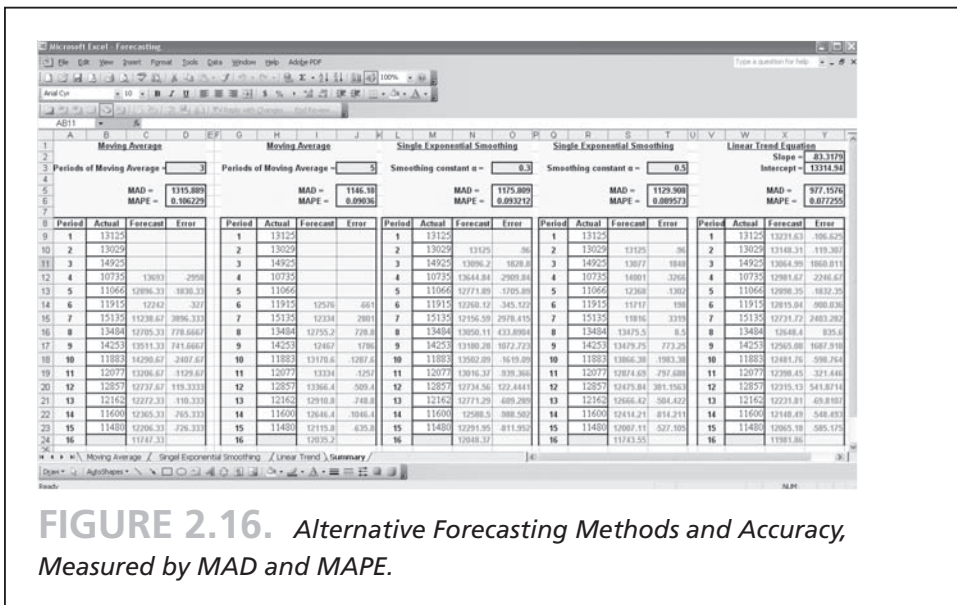 Microsoft Excel - Forecasting
File Edit View Insert Format Tools Data Window Help Adobe PDF
Type a question for help
Arial Cyr 10 100%
AB11
A B C D E F G H I J K L M N O P Q R S T U V W X Y
1 Moving Average Moving Average Single Exponential Smoothing Single Exponential Smoothing Linear Trend Equation
2 Slope =
3 Periods of Moving Average = 3 Periods of Moving Average = 5 Smoothing constant α = 0.3 Smoothing constant α = 0.5 Intercept = 13314.94
5 MAD = 1315.889 MAD = 1146.18 MAD = 1175.809 MAD = 1129.908 MAD = 977.1576
6 MAPE = 0.106229 MAPE = 0.09036 MAPE = 0.093212 MAPE = 0.089573 MAPE = 0.077255
7
8 Period Actual Forecast Error Period Actual Forecast Error Period Actual Forecast Error Period Actual Forecast Error Period Actual Forecast Error
9 1 13125 1 13125 1 13125 1 13125 1 13125 13231.63 -106.625
10 2 13029 2 13029 2 13029 13125 -96 2 13029 13125 -96 2 13029 13148.31 -119.307
11 3 14925 3 14925 3 14925 13096.2 1828.8 3 14925 13077 1848 3 14925 13064.99 1860.011
12 4 10735 13693 -2958 4 10735 4 10735 13644.84 -2909.84 4 10735 14001 -3266 4 10735 12981.67 -2246.67
13 5 11066 12896.33 -1830.33 5 11066 5 11066 12771.89 -1705.89 5 11066 12368 -1302 5 11066 12898.35 -1832.35
14 6 11915 12242 -327 6 11915 12576 -661 6 11915 12260.12 -345.122 6 11915 11717 198 6 11915 12815.04 -900.036
15 7 15135 11238.67 3896.333 7 15135 12334 2801 7 15135 12156.59 2978.415 7 15135 11816 3319 7 15135 12731.72 2403.282
16 8 13484 12705.33 778.6667 8 13484 12755.2 728.8 8 13484 13050.11 433.8904 8 13484 13475.5 8.5 8 13484 12648.4 835.6
17 9 14253 13511.33 741.6667 9 14253 12467 1786 9 14253 13180.28 1072.723 9 14253 13479.75 773.25 9 14253 12565.08 1687.918
18 10 11883 14290.67 -2407.67 10 11883 13170.6 -1287.6 10 11883 13502.09 -1619.09 10 11883 13866.38 -1983.38 10 11883 12481.76 -598.764
19 11 12077 13206.67 -1129.67 11 12077 13334 -1257 11 12077 13016.37 -939.366 11 12077 12874.69 -797.688 11 12077 12398.45 -321.446
20 12 12857 12737.67 119.3333 12 12857 13366.4 -509.4 12 12857 12734.56 122.4441 12 12857 12475.84 381.1563 12 12857 12315.13 541.8714
21 13 12162 12272.33 -110.333 13 12162 12910.8 -748.8 13 12162 12771.29 -609.289 13 12162 12666.42 -504.422 13 12162 12231.81 -69.8107
22 14 11600 12365.33 -765.333 14 11600 12646.4 -1046.4 14 11600 12588.5 -988.502 14 11600 12414.21 -814.211 14 11600 12148.49 -548.493
23 15 11480 12206.33 -726.333 15 11480 12115.8 -635.8 15 11480 12291.95 -811.952 15 11480 12007.11 -527.105 15 11480 12065.18 -585.175
24 16 11747.33 16 12035.2 16 12048.37 16 11743.55 16 11981.86
Moving Average / Singel Exponential Smoothing / Linear Trend \ Summary /
Draw AutoShapes
Ready NUM
FIGURE 2.16. Alternative Forecasting Methods and Accuracy,
Measured by MAD and MAPE.